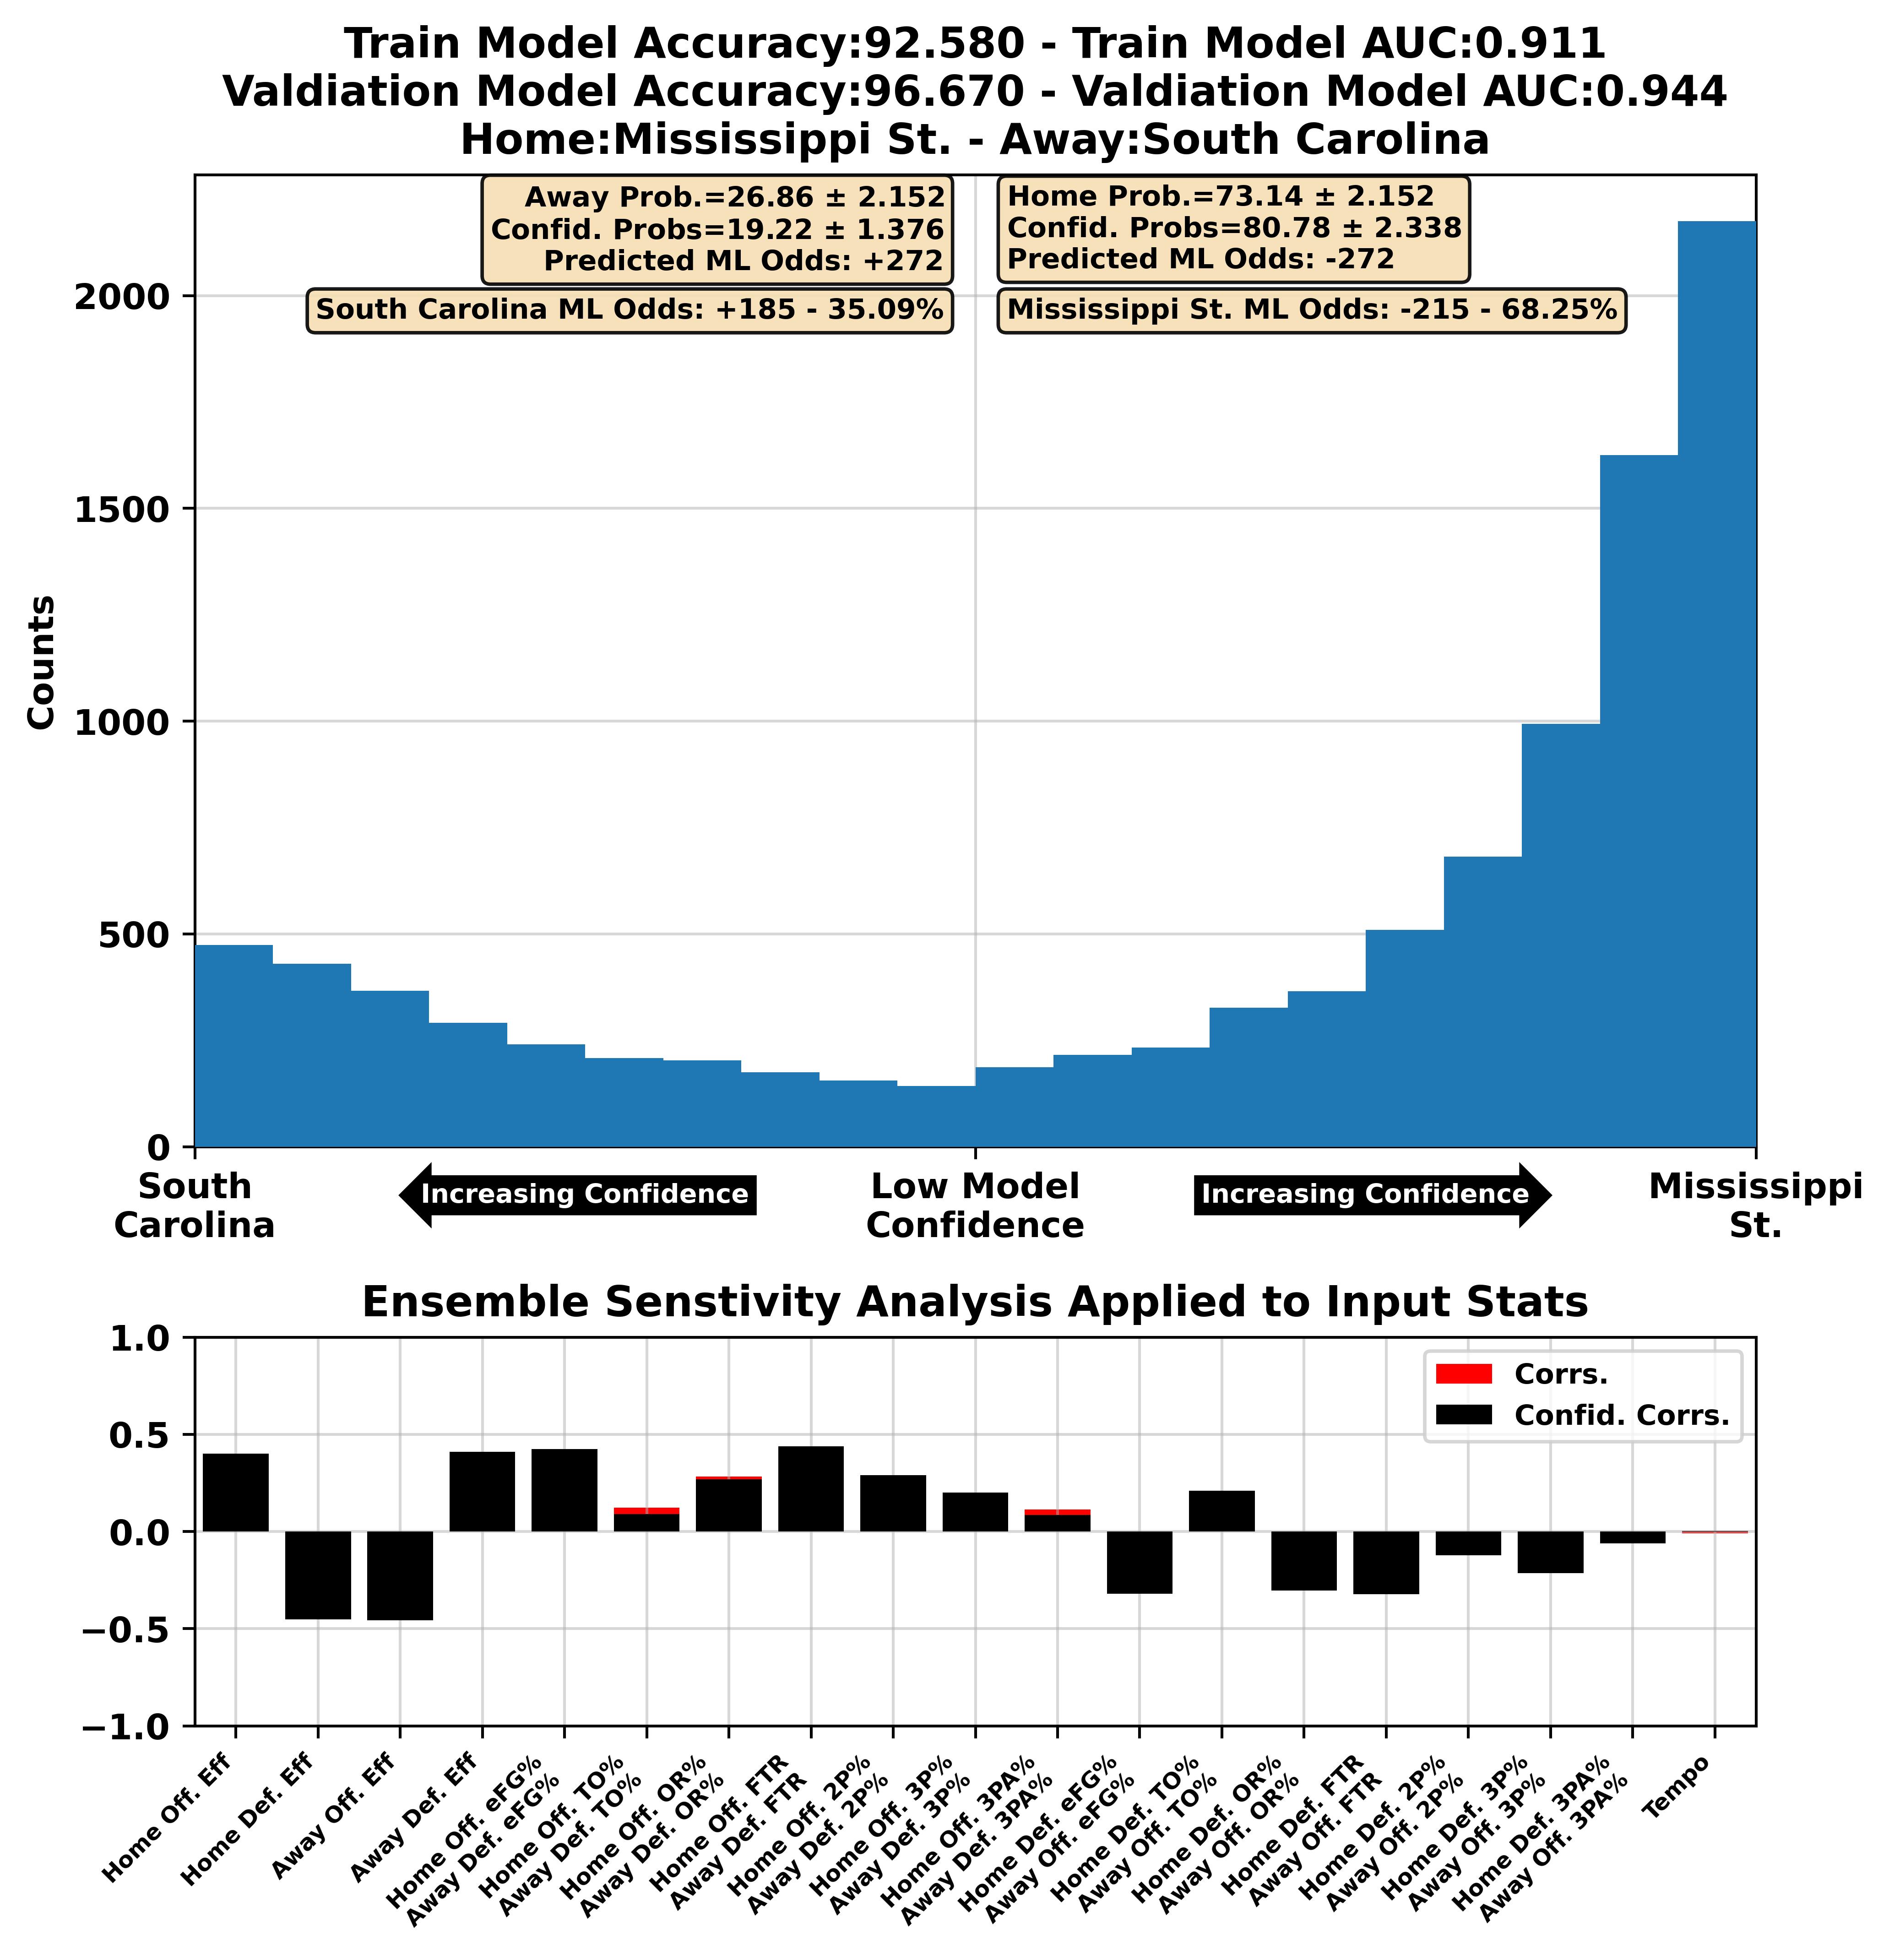 Train Model Accuracy:92.580 - Train Model AUC:0.911
Valdiation Model Accuracy:96.670 - Valdiation Model AUC:0.944
Home:Mississippi St. - Away:South Carolina
Away Prob.=26.86 ± 2.152
Confid. Probs=19.22 ± 1.376
Predicted ML Odds: +272
Home Prob.=73.14 ± 2.152
Confid. Probs=80.78 ± 2.338
Predicted ML Odds: -272
South Carolina ML Odds: +185 - 35.09%
Mississippi St. ML Odds: -215 - 68.25%
Counts
2000
1500
1000
500
0
South
Carolina
Increasing Confidence
Low Model
Confidence
Increasing Confidence
Mississippi
St.
Ensemble Senstivity Analysis Applied to Input Stats
1.0
0.5
0.0
−0.5
−1.0
Corrs.
Confid. Corrs.
Home Off. Eff
Home Def. Eff
Away Off. Eff
Away Def. Eff
Home Off. eFG%
Away Def. eFG%
Home Off. TO%
Away Def. TO%
Home Off. OR%
Away Def. OR%
Home Off. FTR
Away Def. FTR
Home Off. 2P%
Away Def. 2P%
Home Off. 3P%
Away Def. 3P%
Home Off. 3PA%
Away Def. 3PA%
Home Def. eFG%
Away Off. eFG%
Home Def. TO%
Away Off. TO%
Home Def. OR%
Away Off. OR%
Home Def. FTR
Away Off. FTR
Home Def. 2P%
Away Off. 2P%
Home Def. 3P%
Away Off. 3P%
Home Def. 3PA%
Away Off. 3PA%
Tempo